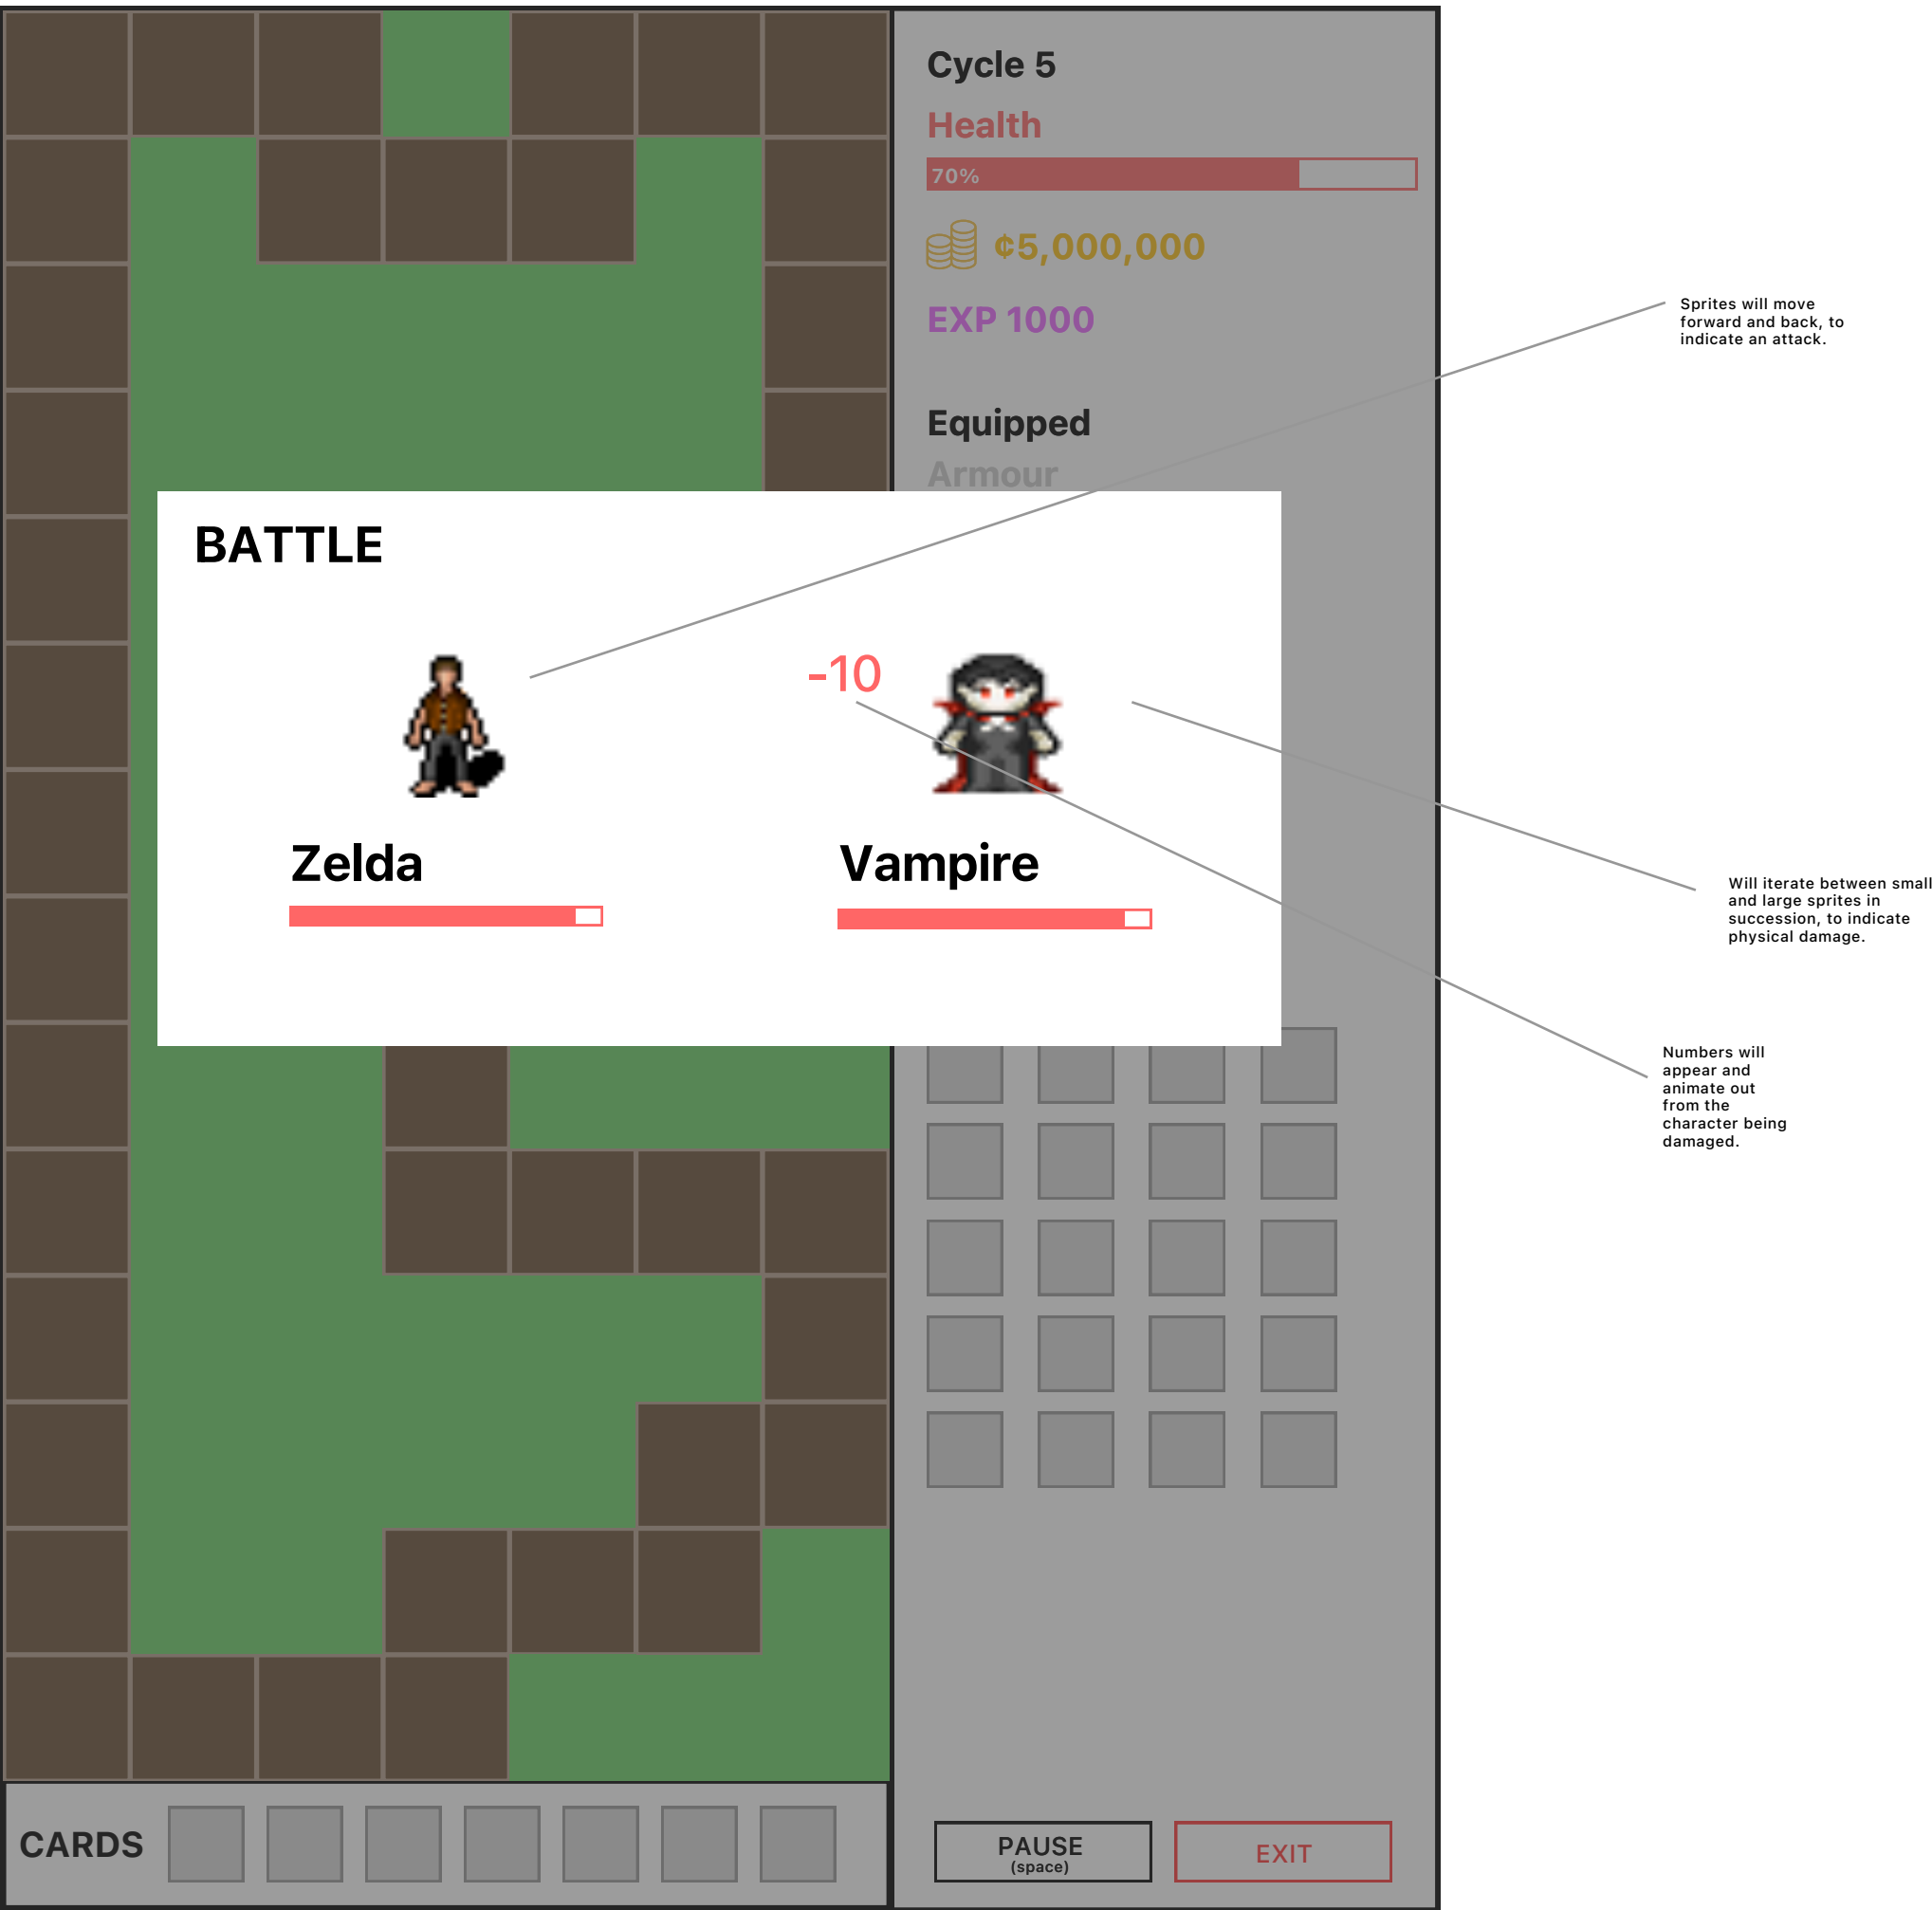 Cycle 5
Health
70%
¢5,000,000
EXP 1000
Equipped
Armour
BATTLE
-10
Zelda
Vampire
CARDS
PAUSE
(space)
EXIT
Sprites will move
forward and back, to
indicate an attack.
Will iterate between small
and large sprites in
succession, to indicate
physical damage.
Numbers will
appear and
animate out
from the
character being
damaged.